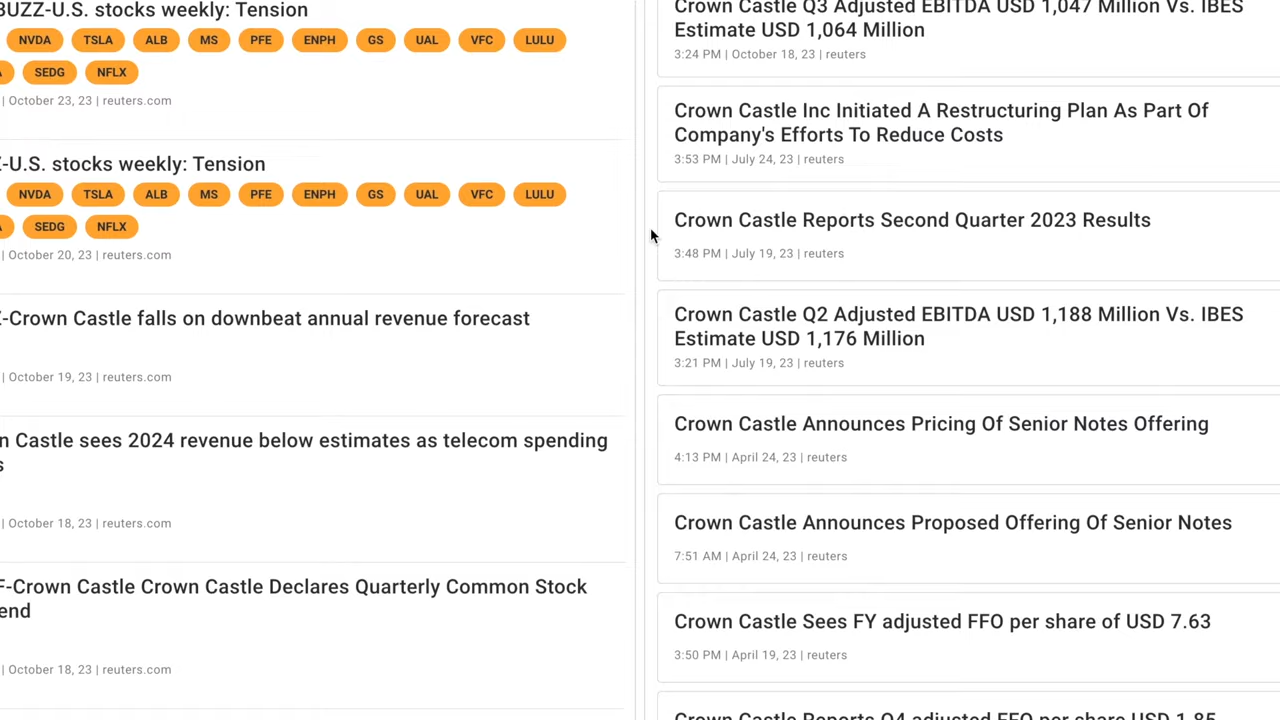 BUZZ-U.S. stocks weekly: Tension
NVDA TSLA ALB MS PFE ENPH GS UAL VFC LULU
SEDG NFLX
| October 23, 23 | reuters.com
-U.S. stocks weekly: Tension
NVDA TSLA ALB MS PFE ENPH GS UAL VFC LULU
SEDG NFLX
| October 20, 23 | reuters.com
-Crown Castle falls on downbeat annual revenue forecast
| October 19, 23 | reuters.com
n Castle sees 2024 revenue below estimates as telecom spending
s
| October 18, 23 | reuters.com
F-Crown Castle Crown Castle Declares Quarterly Common Stock
end
| October 18, 23 | reuters.com
Crown Castle Q3 Adjusted EBITDA USD 1,047 Million Vs. IBES
Estimate USD 1,064 Million
3:24 PM | October 18, 23 | reuters
Crown Castle Inc Initiated A Restructuring Plan As Part Of
Company's Efforts To Reduce Costs
3:53 PM | July 24, 23 | reuters
Crown Castle Reports Second Quarter 2023 Results
3:48 PM | July 19, 23 | reuters
Crown Castle Q2 Adjusted EBITDA USD 1,188 Million Vs. IBES
Estimate USD 1,176 Million
3:21 PM | July 19, 23 | reuters
Crown Castle Announces Pricing Of Senior Notes Offering
4:13 PM | April 24, 23 | reuters
Crown Castle Announces Proposed Offering Of Senior Notes
7:51 AM | April 24, 23 | reuters
Crown Castle Sees FY adjusted FFO per share of USD 7.63
3:50 PM | April 19, 23 | reuters
Crown Castle Reports Q4 adjusted FFO per share USD 1.85